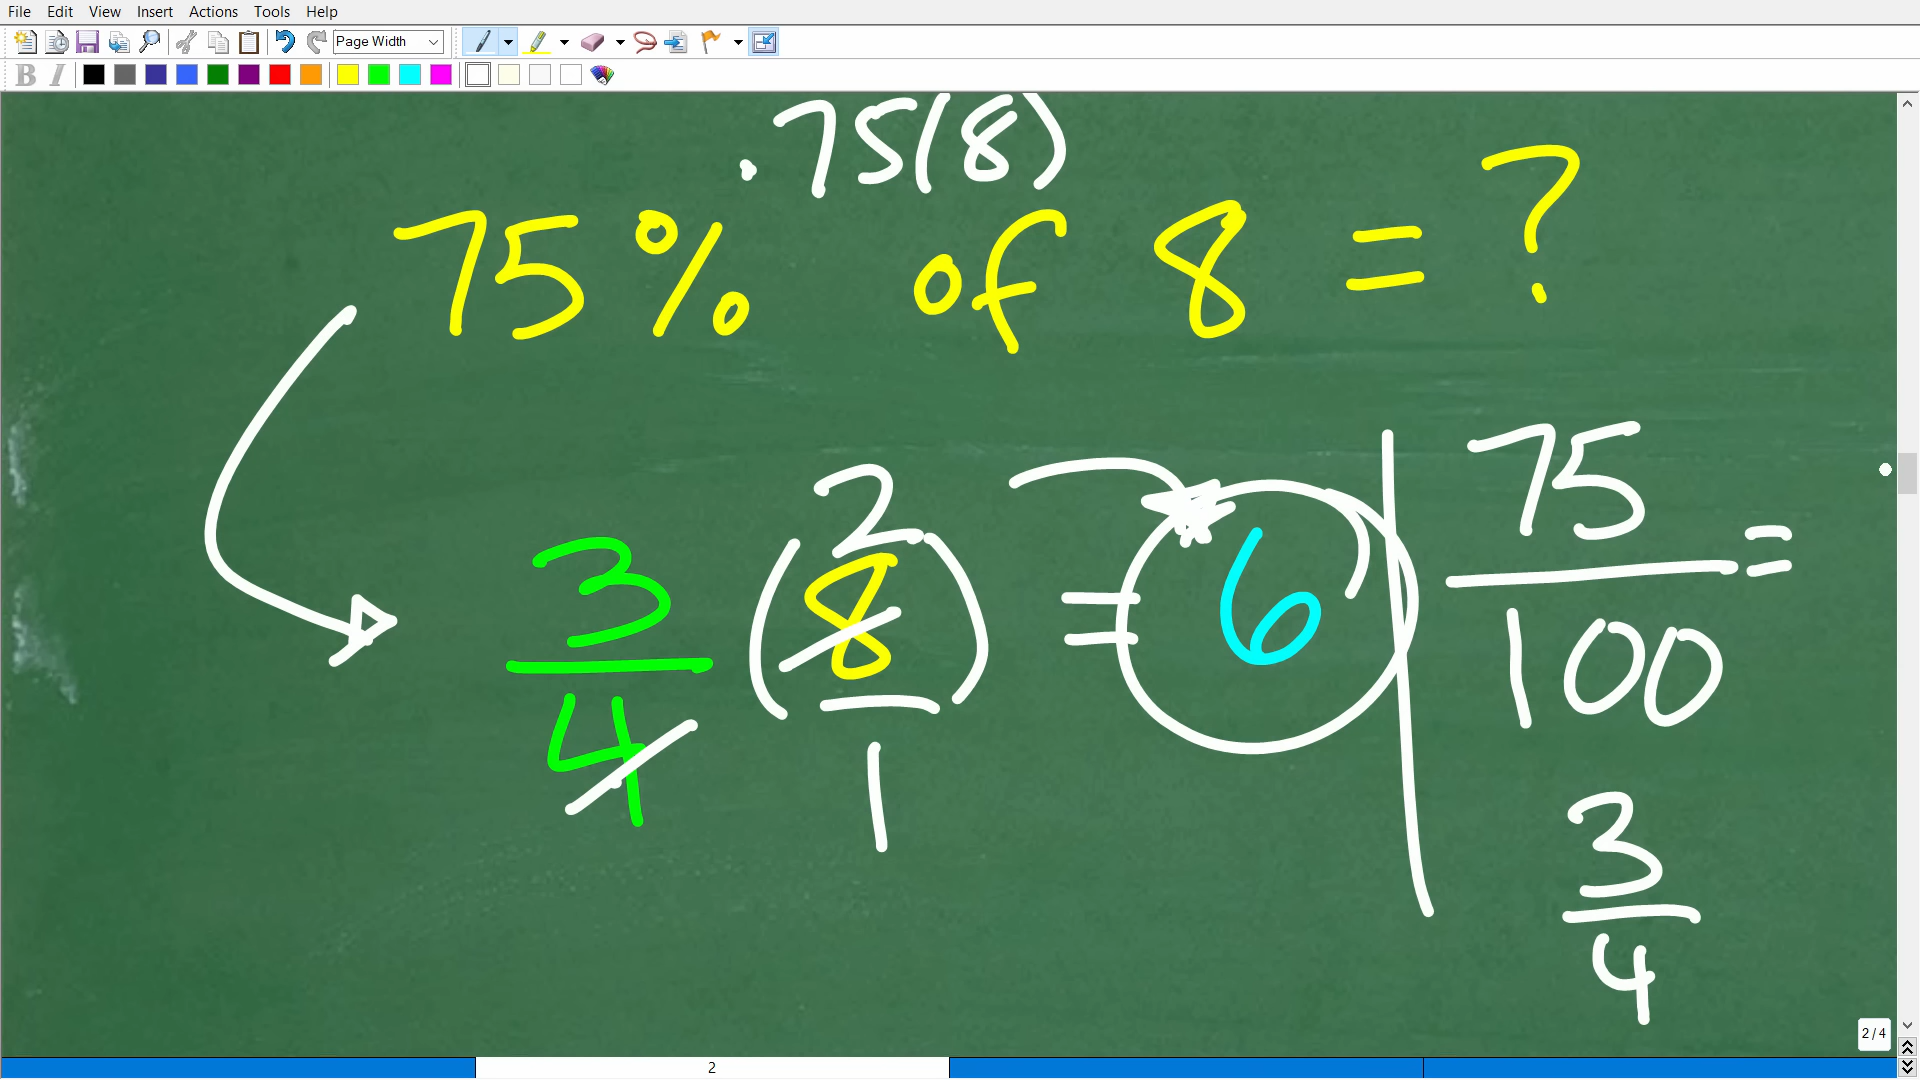 File Edit View Insert Actions Tools Help
Page Width
B I
.75(8)
75% of 8 = ?
2
3/4 (8/1) = 6
75/100 =
3/4
2 / 4
2